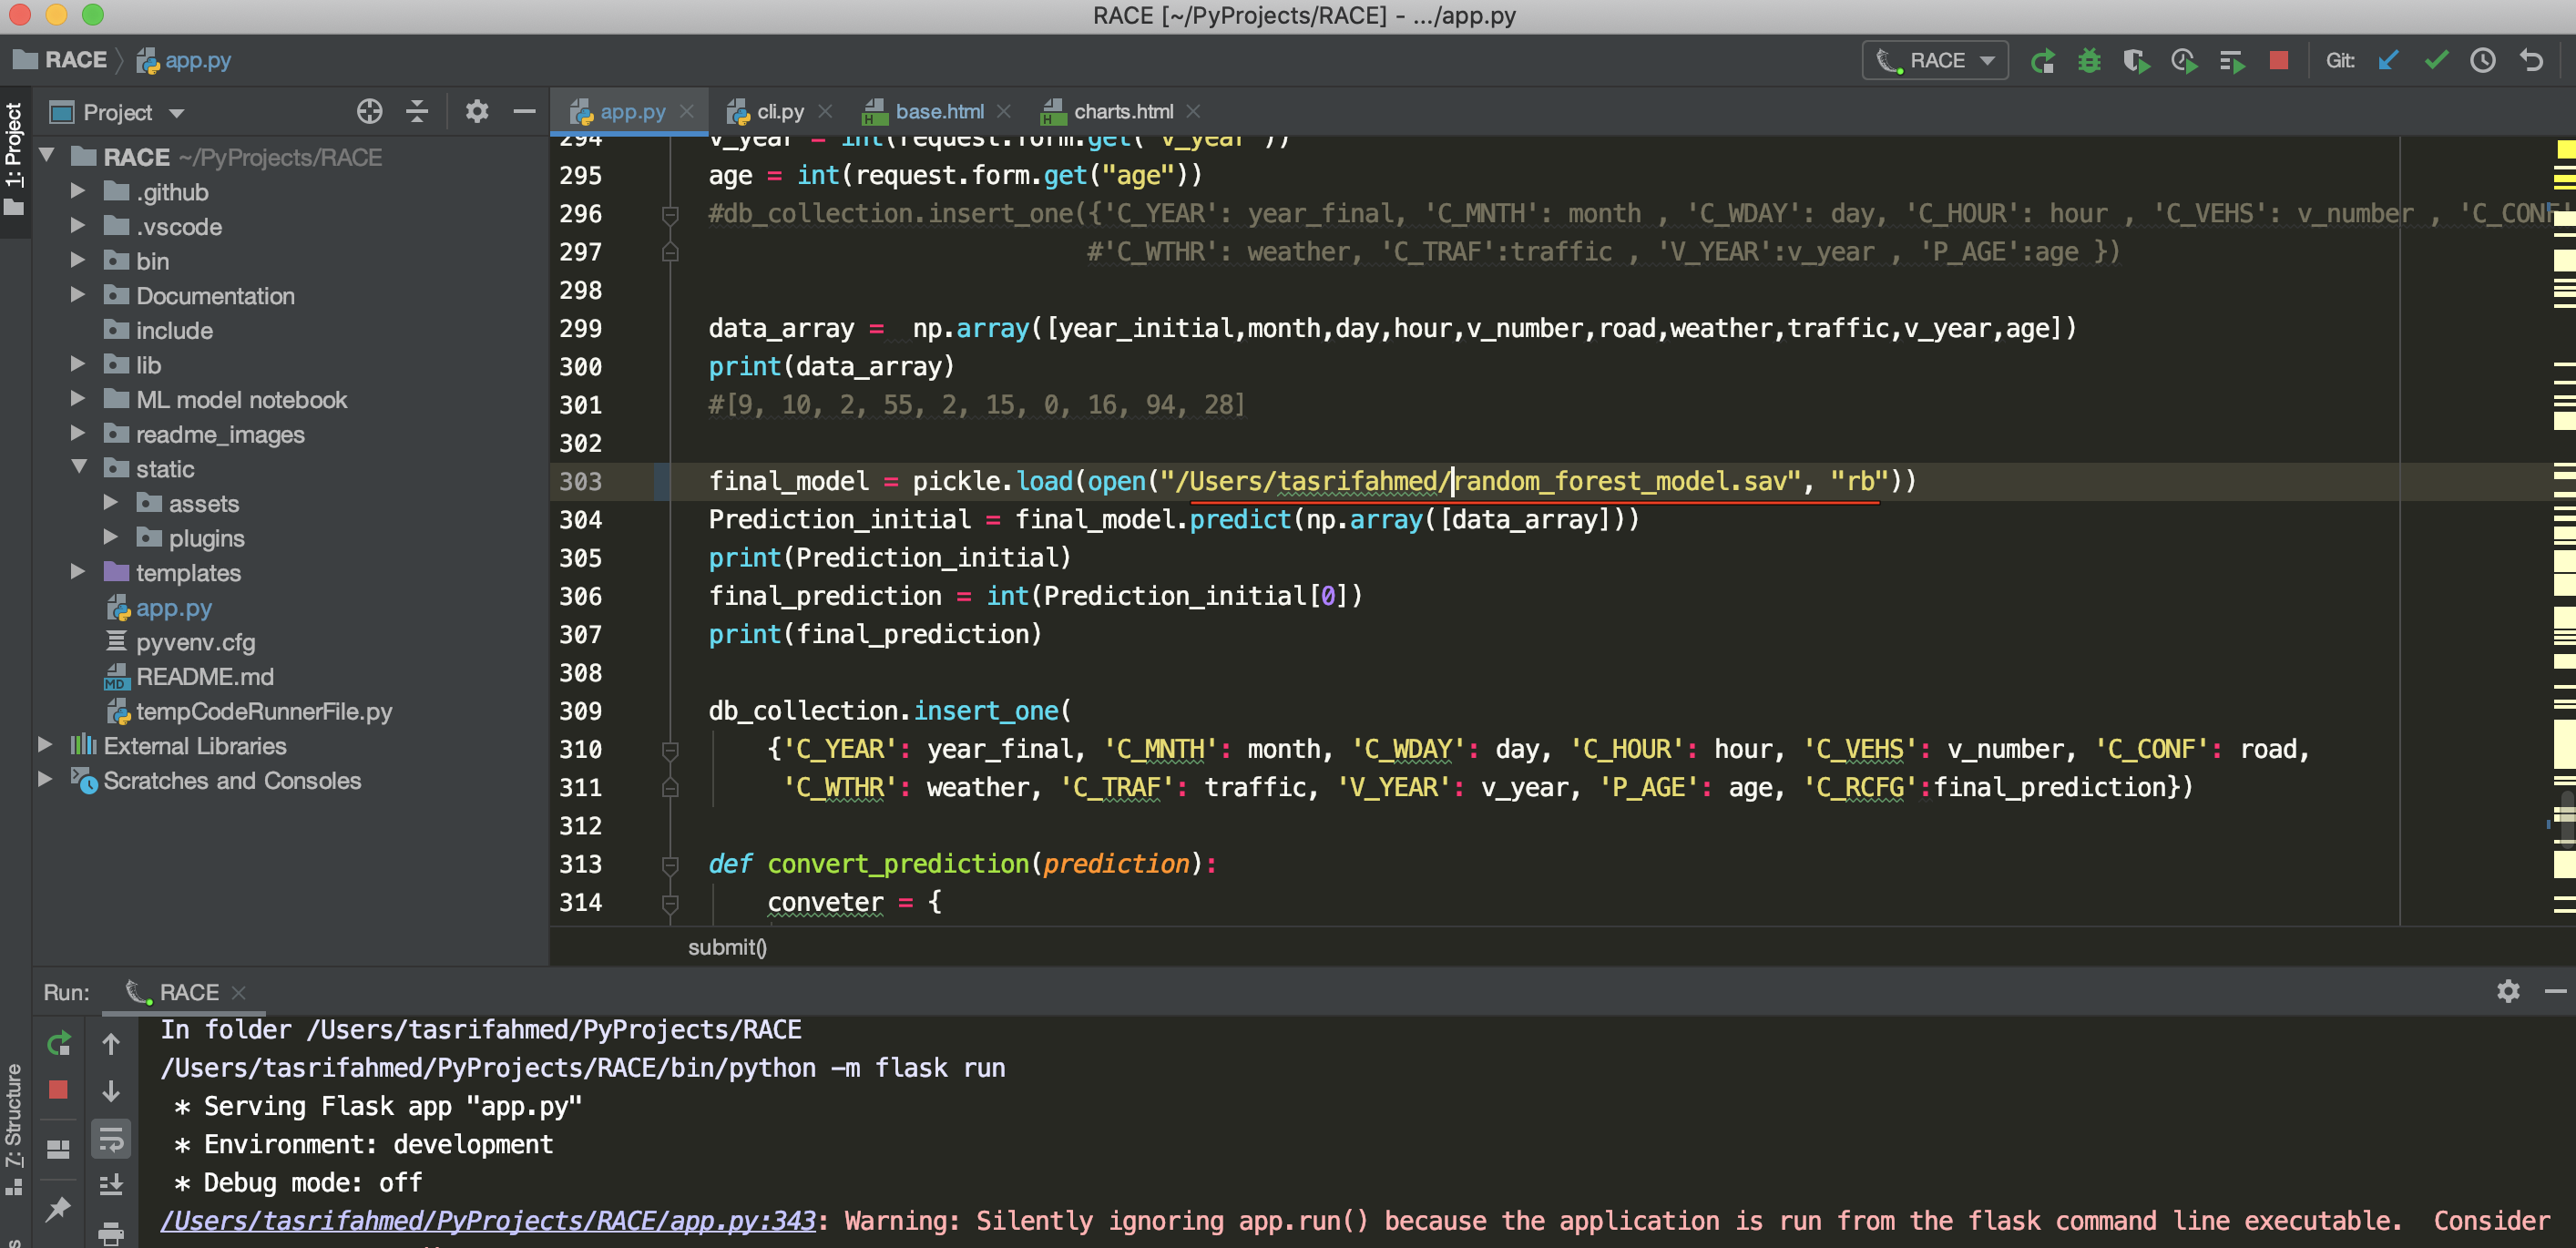 RACE [~/PyProjects/RACE] - .../app.py
RACE app.py
RACE Git:
1: Project
Project
app.py cli.py base.html charts.html
RACE ~/PyProjects/RACE
.github
.vscode
bin
Documentation
include
lib
ML model notebook
readme_images
static
assets
plugins
templates
app.py
pyvenv.cfg
README.md
tempCodeRunnerFile.py
External Libraries
Scratches and Consoles
294 v_year = int(request.form.get("v_year"))
295 age = int(request.form.get("age"))
296 #db_collection.insert_one({'C_YEAR': year_final, 'C_MNTH': month , 'C_WDAY': day, 'C_HOUR': hour , 'C_VEHS': v_number , 'C_CONF'
297 #'C_WTHR': weather, 'C_TRAF':traffic , 'V_YEAR':v_year , 'P_AGE':age })
298
299 data_array =  np.array([year_initial,month,day,hour,v_number,road,weather,traffic,v_year,age])
300 print(data_array)
301 #[9, 10, 2, 55, 2, 15, 0, 16, 94, 28]
302
303 final_model = pickle.load(open("/Users/tasrifahmed/random_forest_model.sav", "rb"))
304 Prediction_initial = final_model.predict(np.array([data_array]))
305 print(Prediction_initial)
306 final_prediction = int(Prediction_initial[0])
307 print(final_prediction)
308
309 db_collection.insert_one(
310 {'C_YEAR': year_final, 'C_MNTH': month, 'C_WDAY': day, 'C_HOUR': hour, 'C_VEHS': v_number, 'C_CONF': road,
311 'C_WTHR': weather, 'C_TRAF': traffic, 'V_YEAR': v_year, 'P_AGE': age, 'C_RCFG':final_prediction})
312
313 def convert_prediction(prediction):
314 conveter = {
submit()
Run: RACE
7: Structure
In folder /Users/tasrifahmed/PyProjects/RACE
/Users/tasrifahmed/PyProjects/RACE/bin/python -m flask run
* Serving Flask app "app.py"
* Environment: development
* Debug mode: off
/Users/tasrifahmed/PyProjects/RACE/app.py:343: Warning: Silently ignoring app.run() because the application is run from the flask command line executable.  Consider